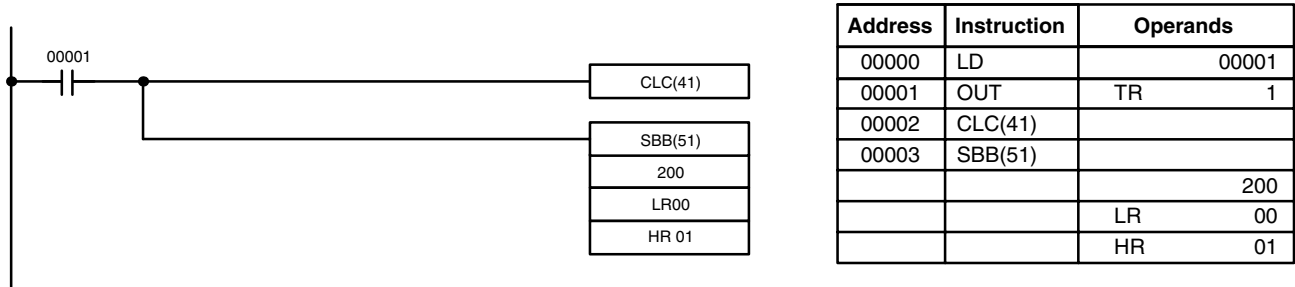 00001
CLC(41)
SBB(51)
200
LR00
HR 01
Address Instruction Operands
00000 LD 00001
00001 OUT TR 1
00002 CLC(41)
00003 SBB(51)
200
LR 00
HR 01